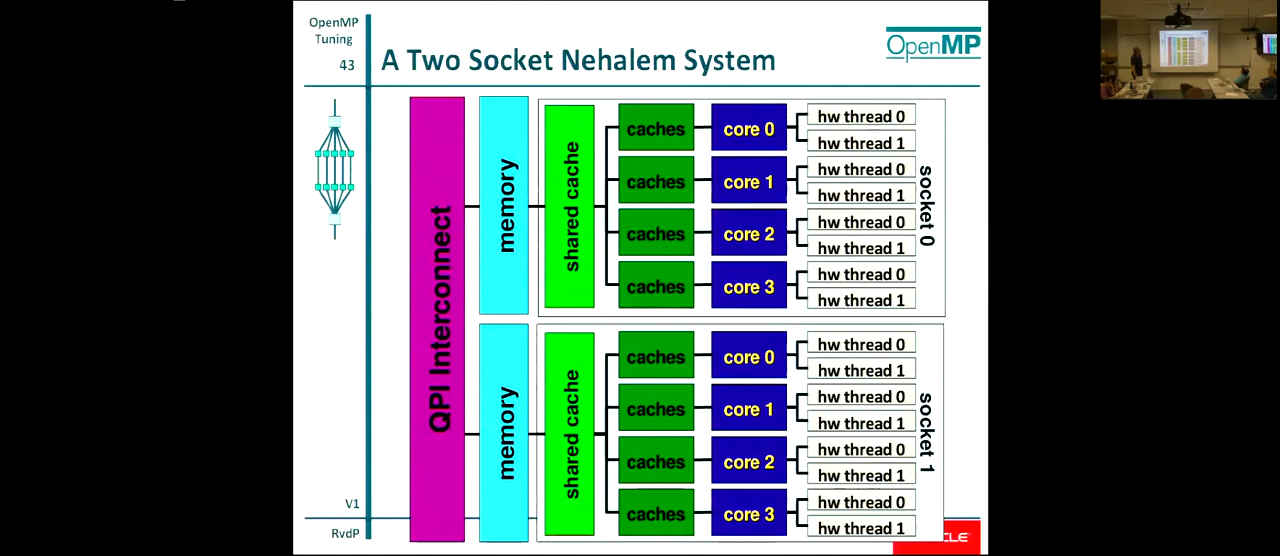 OpenMP
Tuning
43
A Two Socket Nehalem System
OpenMP
QPI Interconnect
memory
shared cache
caches
core 0
hw thread 0
hw thread 1
caches
core 1
hw thread 0
hw thread 1
caches
core 2
hw thread 0
hw thread 1
caches
core 3
hw thread 0
hw thread 1
socket 0
memory
shared cache
caches
core 0
hw thread 0
hw thread 1
caches
core 1
hw thread 0
hw thread 1
caches
core 2
hw thread 0
hw thread 1
caches
core 3
hw thread 0
hw thread 1
socket 1
V1
RvdP
CLE